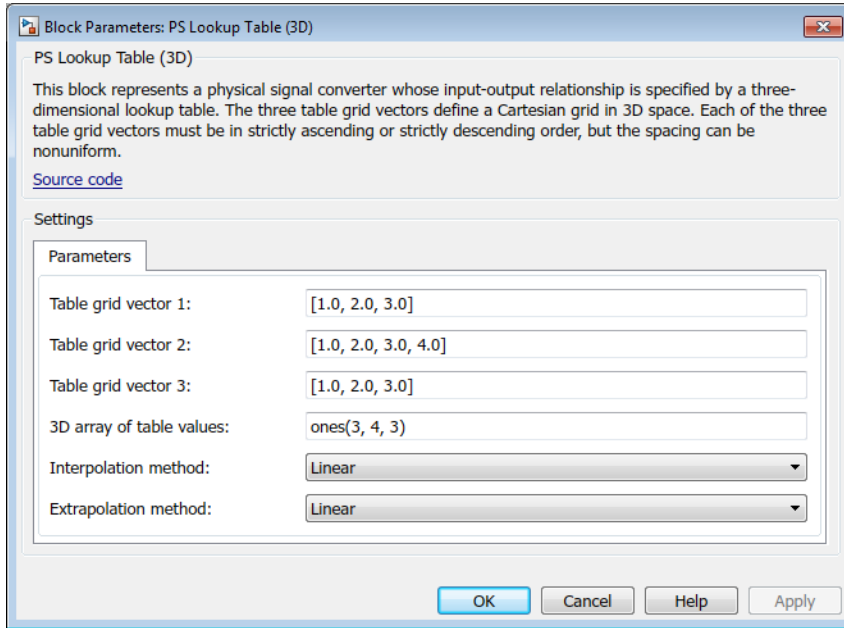 Block Parameters: PS Lookup Table (3D)
PS Lookup Table (3D)
This block represents a physical signal converter whose input-output relationship is specified by a three-
dimensional lookup table. The three table grid vectors define a Cartesian grid in 3D space. Each of the three
table grid vectors must be in strictly ascending or strictly descending order, but the spacing can be
nonuniform.
Source code
Settings
Parameters
Table grid vector 1: [1.0, 2.0, 3.0]
Table grid vector 2: [1.0, 2.0, 3.0, 4.0]
Table grid vector 3: [1.0, 2.0, 3.0]
3D array of table values: ones(3, 4, 3)
Interpolation method: Linear
Extrapolation method: Linear
OK Cancel Help Apply